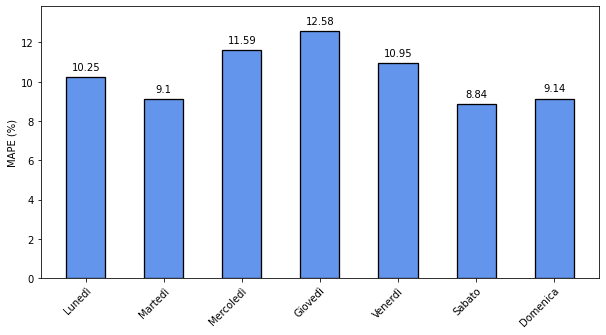 MAPE (%)
12
10
8
6
4
2
0
10.25
9.1
11.59
12.58
10.95
8.84
9.14
Lunedì
Martedì
Mercoledì
Giovedì
Venerdì
Sabato
Domenica